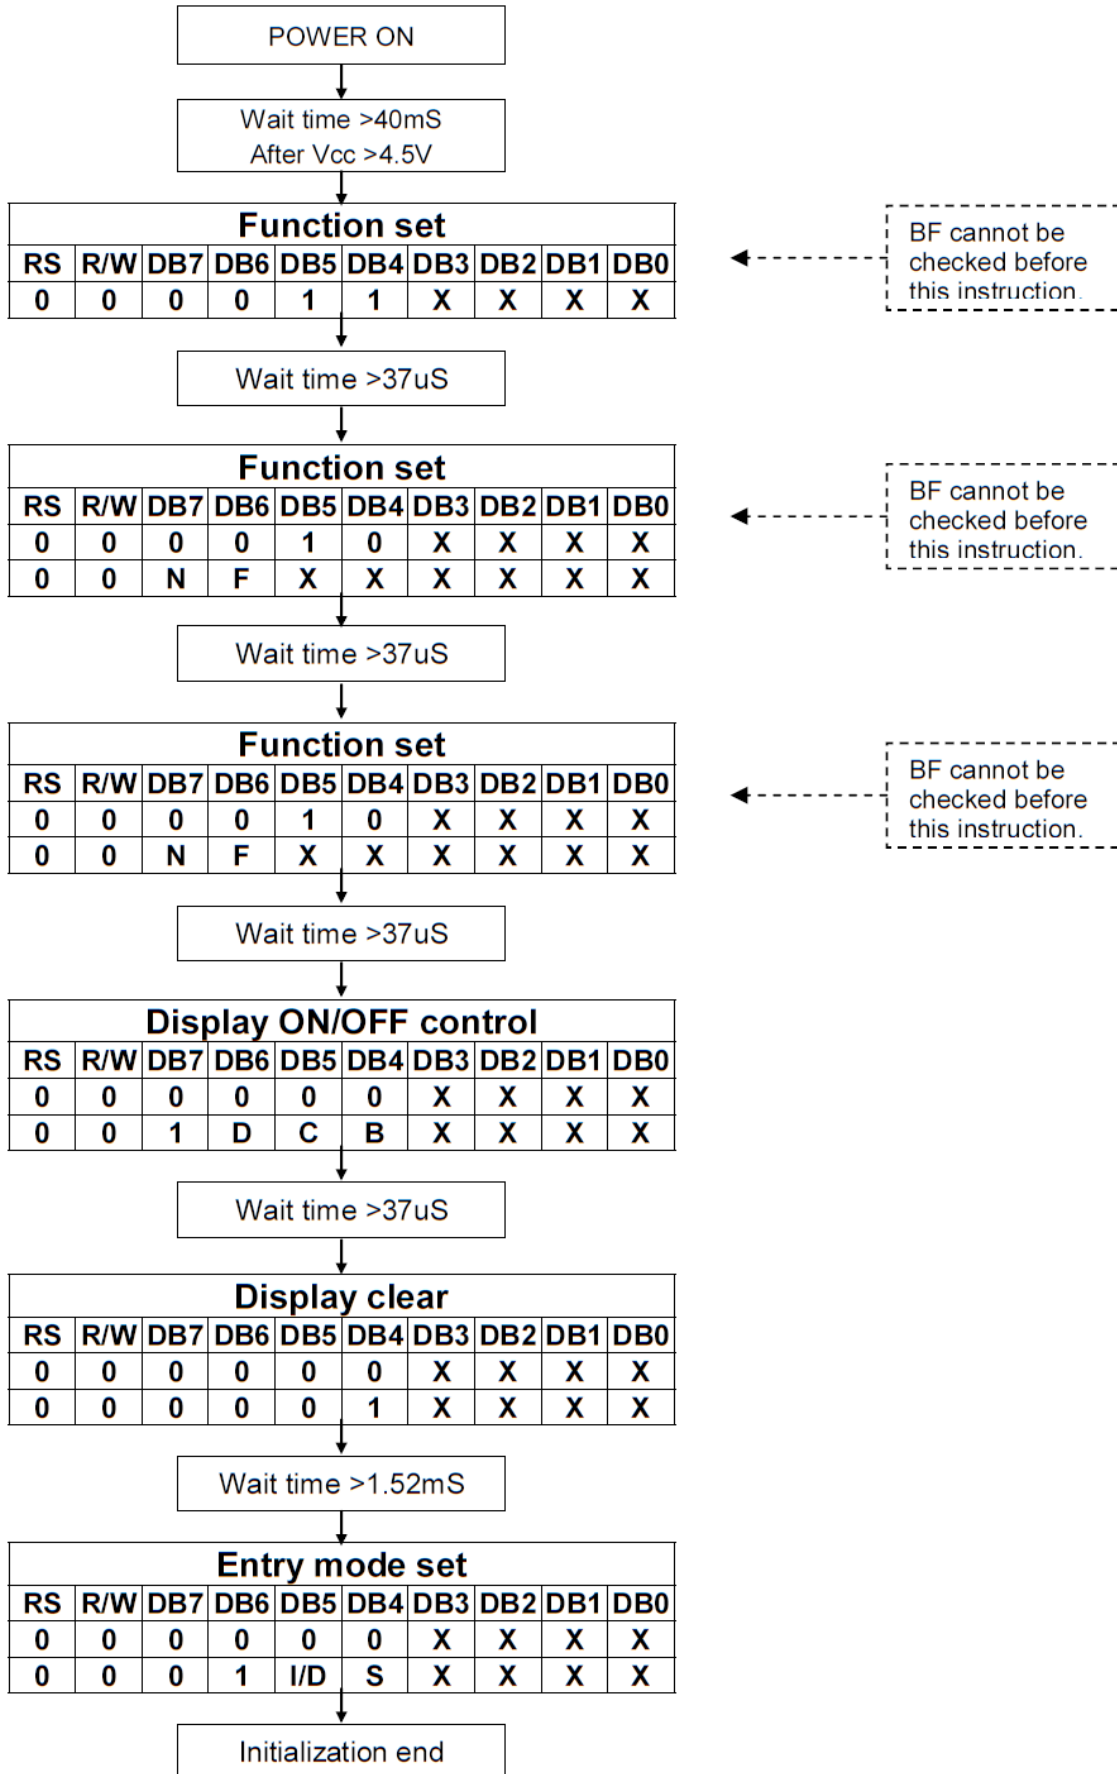 POWER ON
Wait time >40mS
After Vcc >4.5V
Function set
RS R/W DB7 DB6 DB5 DB4 DB3 DB2 DB1 DB0
0 0 0 0 1 1 X X X X
BF cannot be
checked before
this instruction.
Wait time >37uS
Function set
RS R/W DB7 DB6 DB5 DB4 DB3 DB2 DB1 DB0
0 0 0 0 1 0 X X X X
0 0 N F X X X X X X
BF cannot be
checked before
this instruction.
Wait time >37uS
Function set
RS R/W DB7 DB6 DB5 DB4 DB3 DB2 DB1 DB0
0 0 0 0 1 0 X X X X
0 0 N F X X X X X X
BF cannot be
checked before
this instruction.
Wait time >37uS
Display ON/OFF control
RS R/W DB7 DB6 DB5 DB4 DB3 DB2 DB1 DB0
0 0 0 0 0 0 X X X X
0 0 1 D C B X X X X
Wait time >37uS
Display clear
RS R/W DB7 DB6 DB5 DB4 DB3 DB2 DB1 DB0
0 0 0 0 0 0 X X X X
0 0 0 0 0 1 X X X X
Wait time >1.52mS
Entry mode set
RS R/W DB7 DB6 DB5 DB4 DB3 DB2 DB1 DB0
0 0 0 0 0 0 X X X X
0 0 0 1 I/D S X X X X
Initialization end